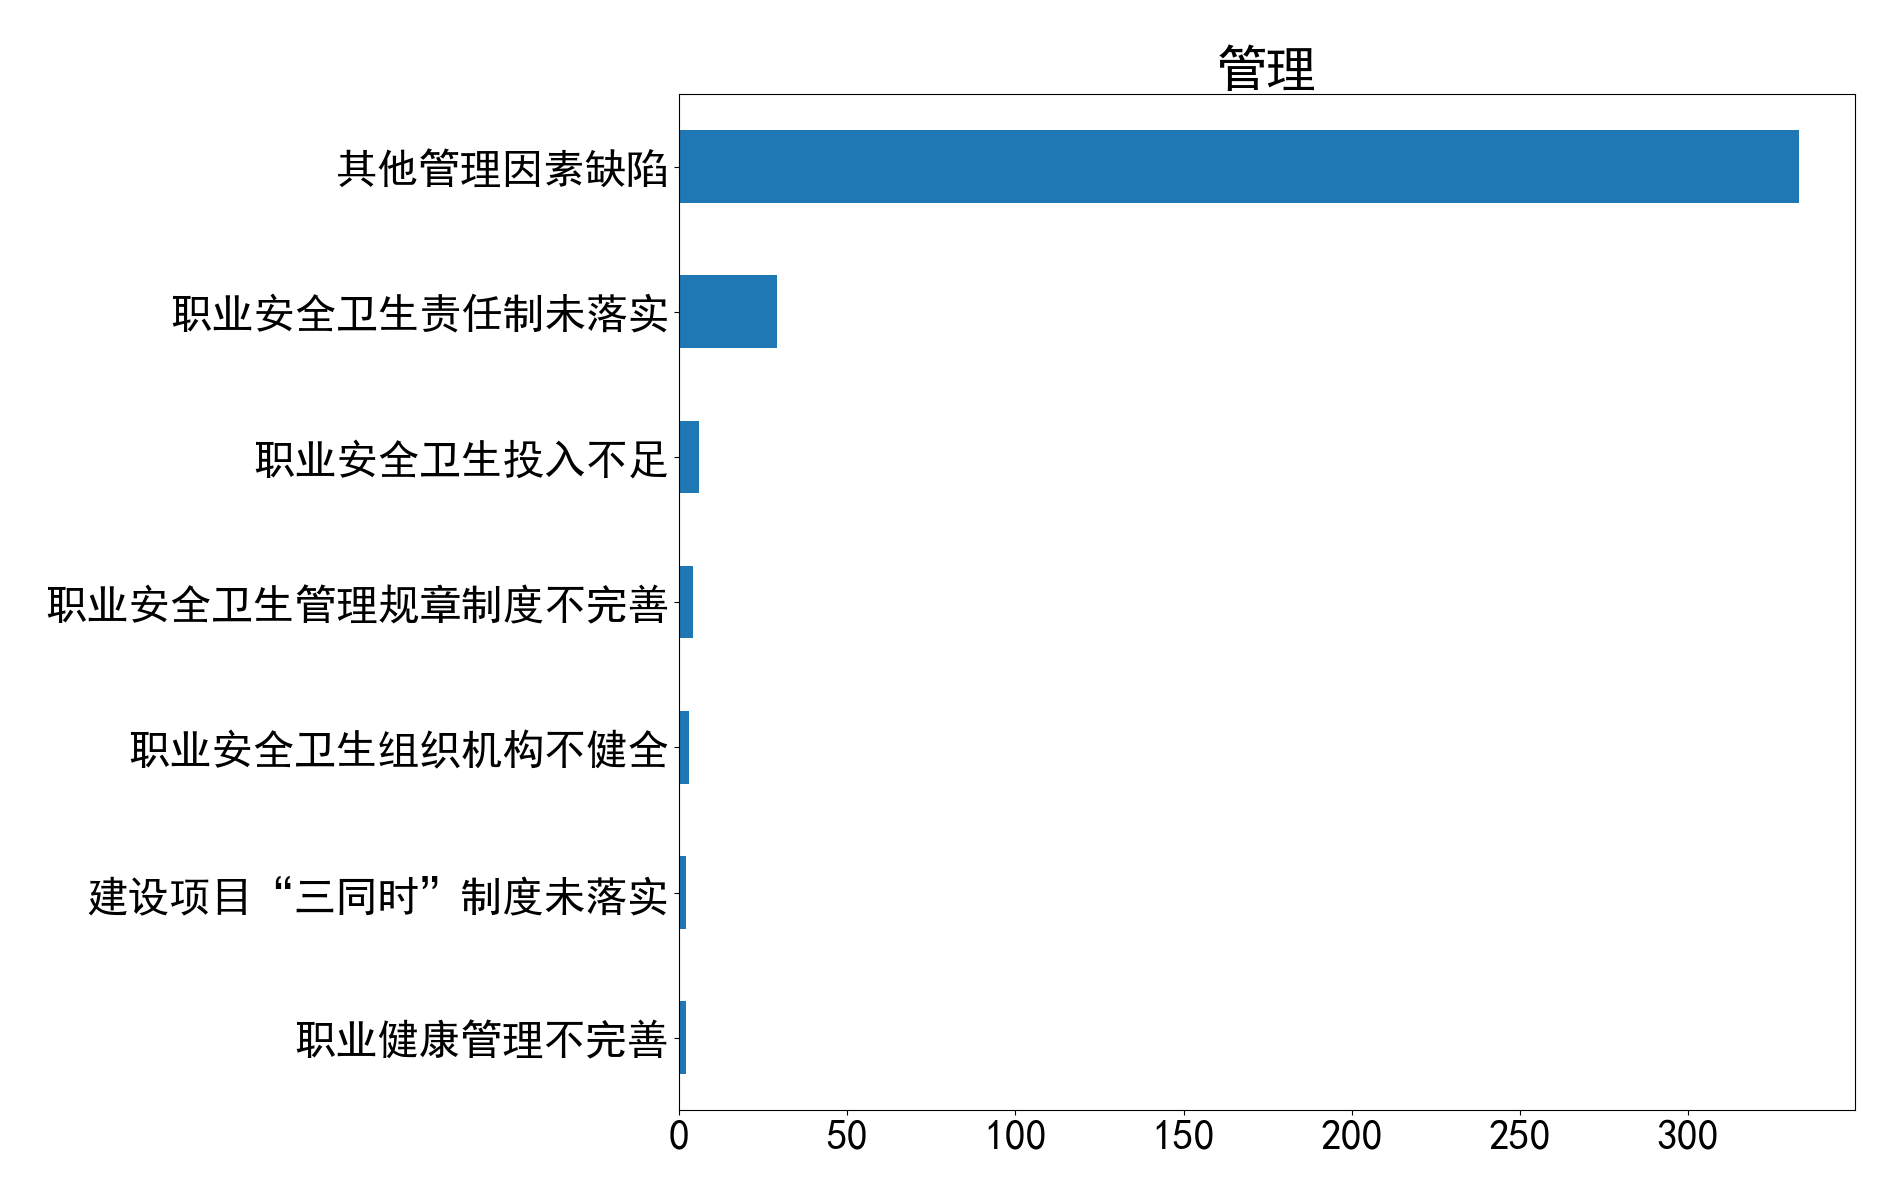 管理
其他管理因素缺陷
职业安全卫生责任制未落实
职业安全卫生投入不足
职业安全卫生管理规章制度不完善
职业安全卫生组织机构不健全
建设项目“三同时”制度未落实
职业健康管理不完善
0 50 100 150 200 250 300